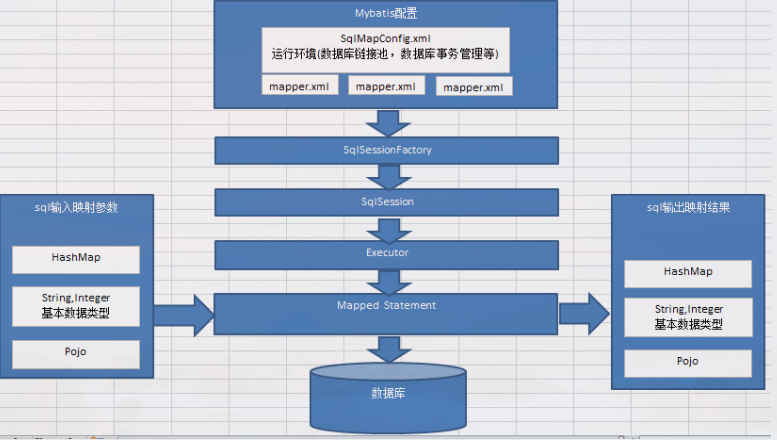 Mybatis配置
SqlMapConfig.xml
运行环境(数据库链接池，数据库事务管理等)
mapper.xml
mapper.xml
mapper.xml
SqlSessionFactory
SqlSession
Executor
Mapped Statement
数据库
sql输入映射参数
HashMap
String,Integer
基本数据类型
Pojo
sql输出映射结果
HashMap
String,Integer
基本数据类型
Pojo